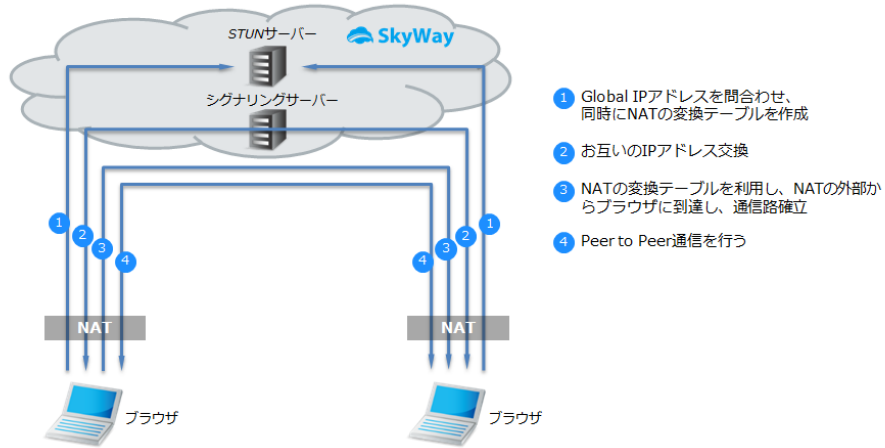 STUNサーバー
SkyWay
シグナリングサーバー
1 Global IPアドレスを問合わせ、
同時にNATの変換テーブルを作成
2 お互いのIPアドレス交換
3 NATの変換テーブルを利用し、NATの外部か
らブラウザに到達し、通信路確立
4 Peer to Peer通信を行う
1
2
3
4
4
3
2
1
NAT
NAT
ブラウザ
ブラウザ